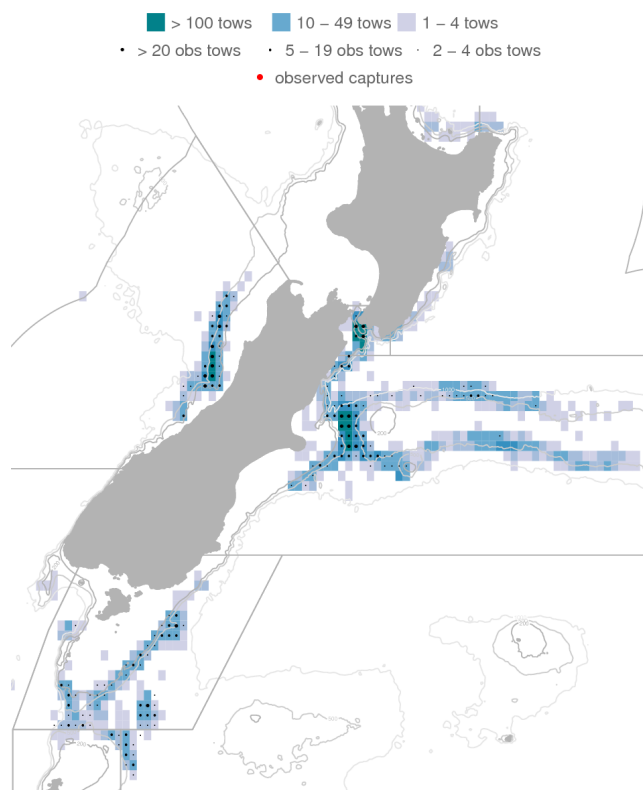 > 100 tows 10 – 49 tows 1 – 4 tows
> 20 obs tows 5 – 19 obs tows 2 – 4 obs tows
observed captures